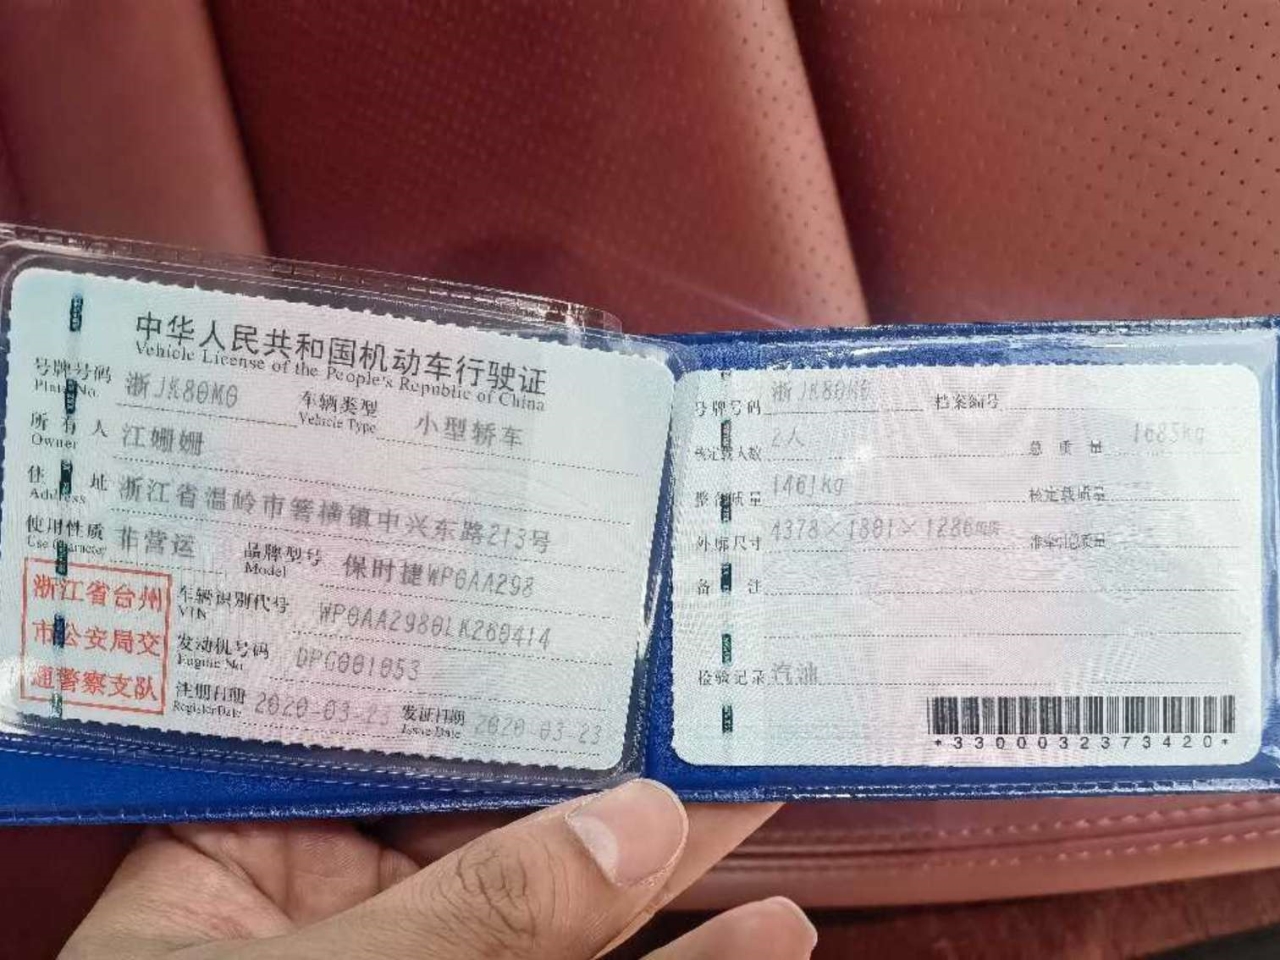 中华人民共和国机动车行驶证
Vehicle License of the People's Republic of China
号牌号码 浙JK80M0 车辆类型 小型轿车
Plate No. Vehicle Type
所有人 江姗姗
Owner
住址 浙江省温岭市箬横镇中兴东路213号
Address
使用性质 非营运 品牌型号 保时捷WP0AA298
Use Character Model
车辆识别代号 WP0AA2980LK260414
VIN
发动机号码 DPG001053
Engine No.
注册日期 2020-03-23 发证日期 2020-03-23
Register Date Issue Date
浙江省台州
市公安局交
通警察支队
号牌号码 浙JK80M0 档案编号
核定载人数 2人 总质量 1685kg
整备质量 1461kg 核定载质量
外廓尺寸 4378×1801×1286mm 准牵引总质量
备注
检验记录 汽油
*3300032373420*